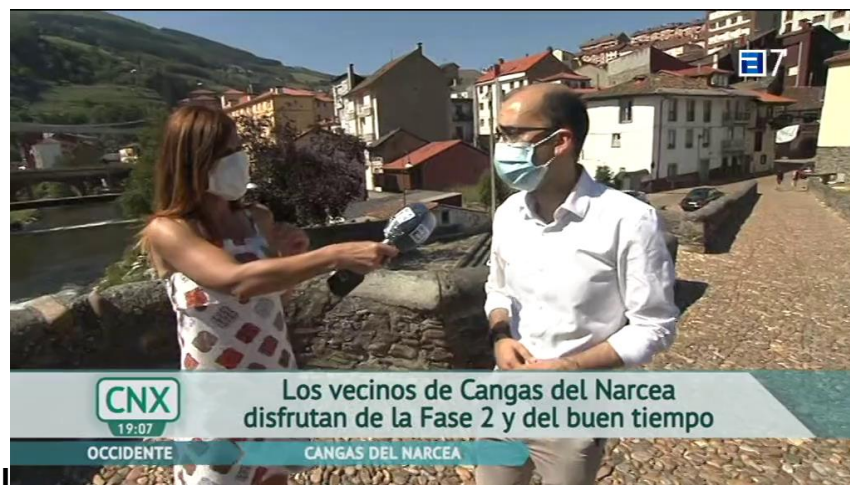 7
CNX
19:07
Los vecinos de Cangas del Narcea
disfrutan de la Fase 2 y del buen tiempo
OCCIDENTE
CANGAS DEL NARCEA